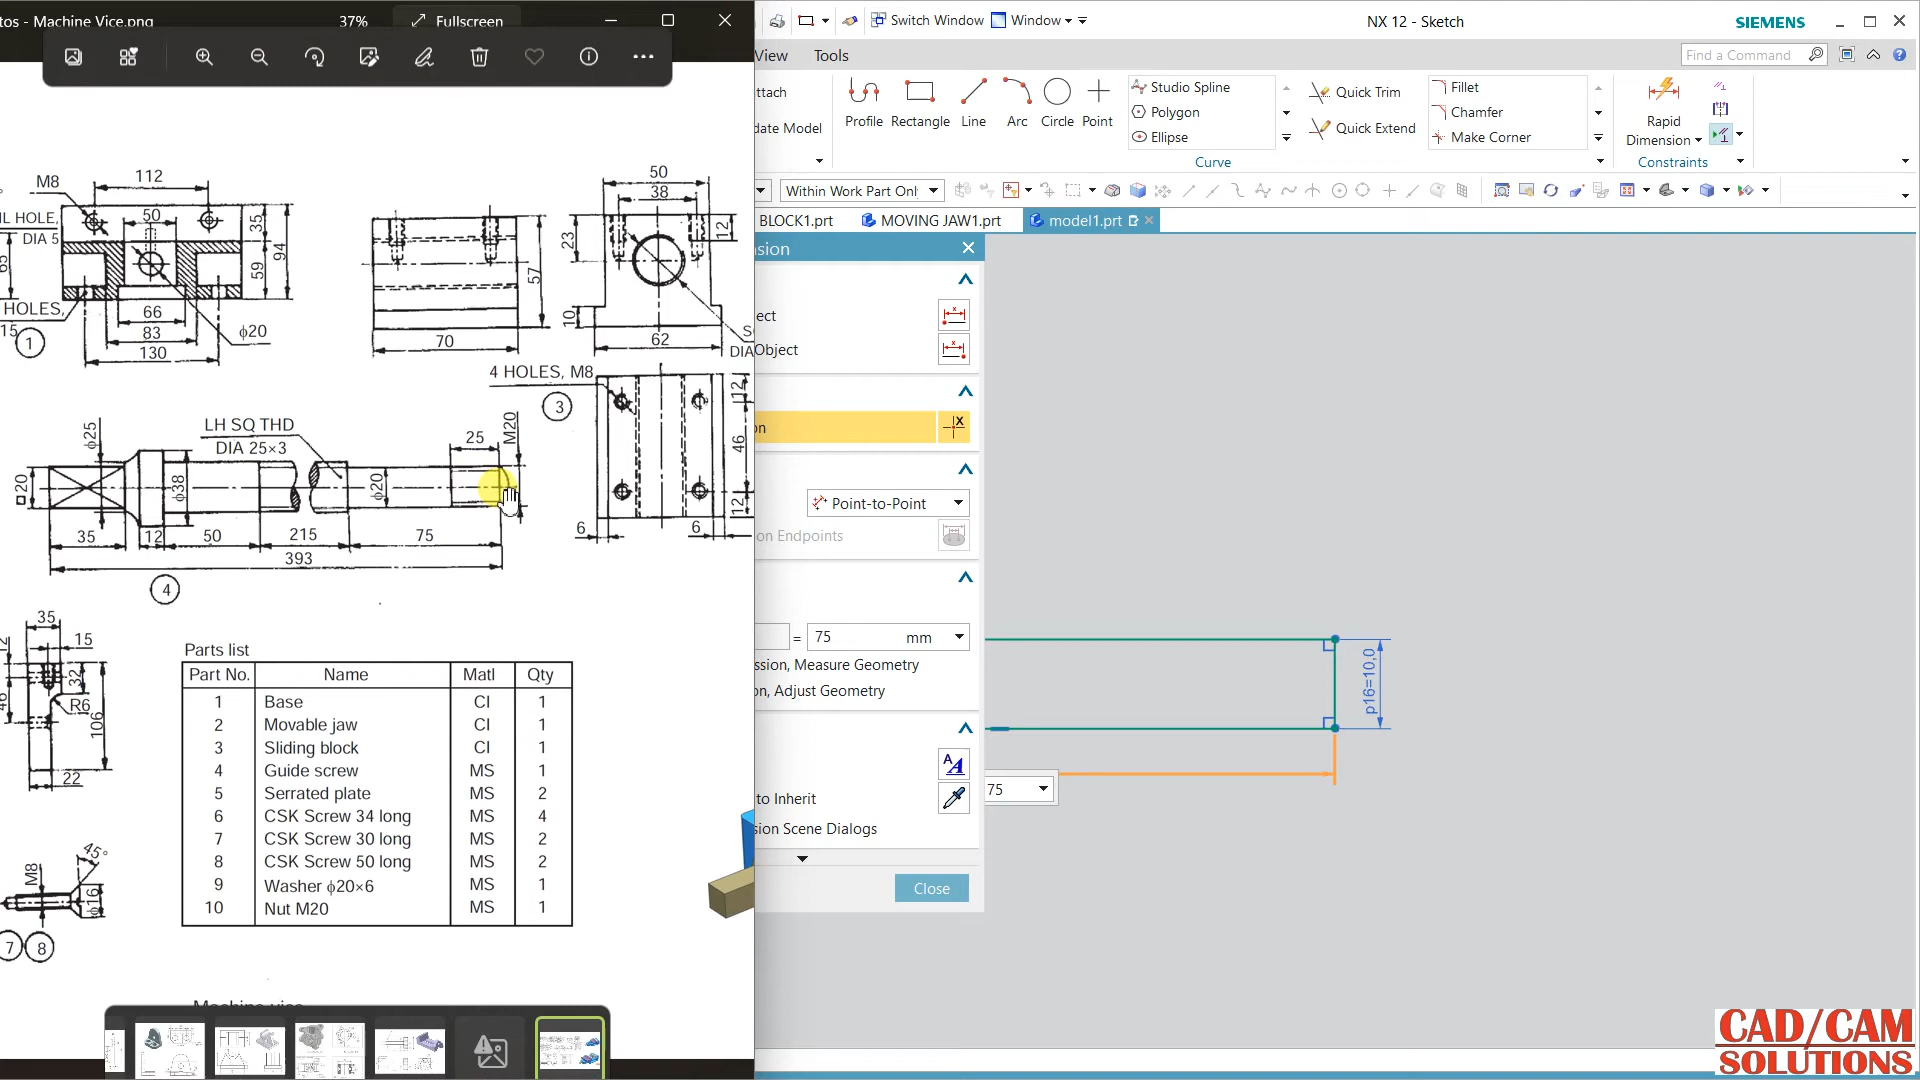 tos - Machine Vice.png
37%
Fullscreen
Switch Window
Window
NX 12 - Sketch
SIEMENS
View
Tools
Find a Command
ttach
date Model
Profile
Rectangle
Line
Arc
Circle
Point
Studio Spline
Polygon
Ellipse
Quick Trim
Quick Extend
Fillet
Chamfer
Make Corner
Rapid
Dimension
Curve
Constraints
Within Work Part Onl
BLOCK1.prt
MOVING JAW1.prt
model1.prt
nsion
ect
Object
on
Point-to-Point
on Endpoints
= 75 mm
ssion, Measure Geometry
on, Adjust Geometry
to Inherit
sion Scene Dialogs
Close
75
p16=10,0
M8
112
50
35
94
59
IL HOLE,
DIA 5
65
HOLES,
15
66
83
130
ϕ20
1
57
70
50
38
23
12
10
62
S
DIA
4 HOLES, M8
3
12
46
12
6
6
LH SQ THD
DIA 25×3
ϕ25
20
ϕ38
ϕ20
25
M20
35
12
50
215
75
393
4
35
15
32
R6
46
106
22
M8
45°
ϕ16
7
8
Parts list
Part No. Name Matl Qty
1 Base CI 1
2 Movable jaw CI 1
3 Sliding block CI 1
4 Guide screw MS 1
5 Serrated plate MS 2
6 CSK Screw 34 long MS 4
7 CSK Screw 30 long MS 2
8 CSK Screw 50 long MS 2
9 Washer ϕ20×6 MS 1
10 Nut M20 MS 1
Machine vice
CAD/CAM
SOLUTIONS